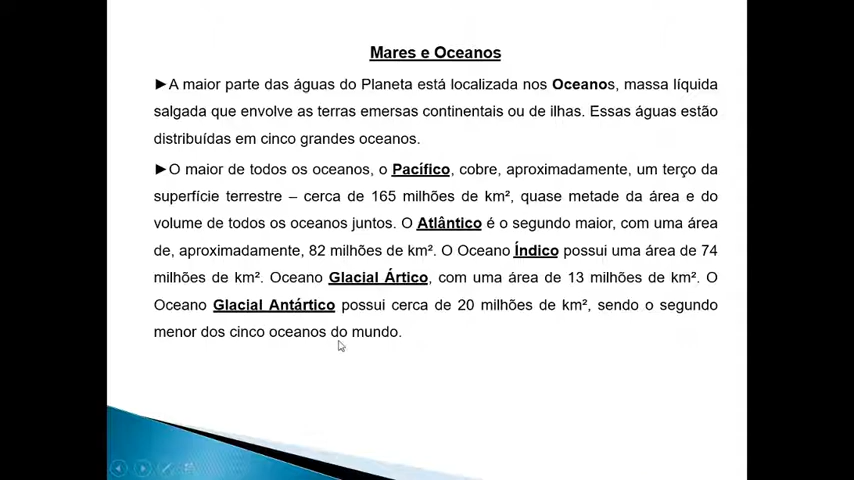 Mares e Oceanos
►A maior parte das águas do Planeta está localizada nos Oceanos, massa líquida
salgada que envolve as terras emersas continentais ou de ilhas. Essas águas estão
distribuídas em cinco grandes oceanos.
►O maior de todos os oceanos, o Pacífico, cobre, aproximadamente, um terço da
superfície terrestre – cerca de 165 milhões de km², quase metade da área e do
volume de todos os oceanos juntos. O Atlântico é o segundo maior, com uma área
de, aproximadamente, 82 milhões de km². O Oceano Índico possui uma área de 74
milhões de km². Oceano Glacial Ártico, com uma área de 13 milhões de km². O
Oceano Glacial Antártico possui cerca de 20 milhões de km², sendo o segundo
menor dos cinco oceanos do mundo.